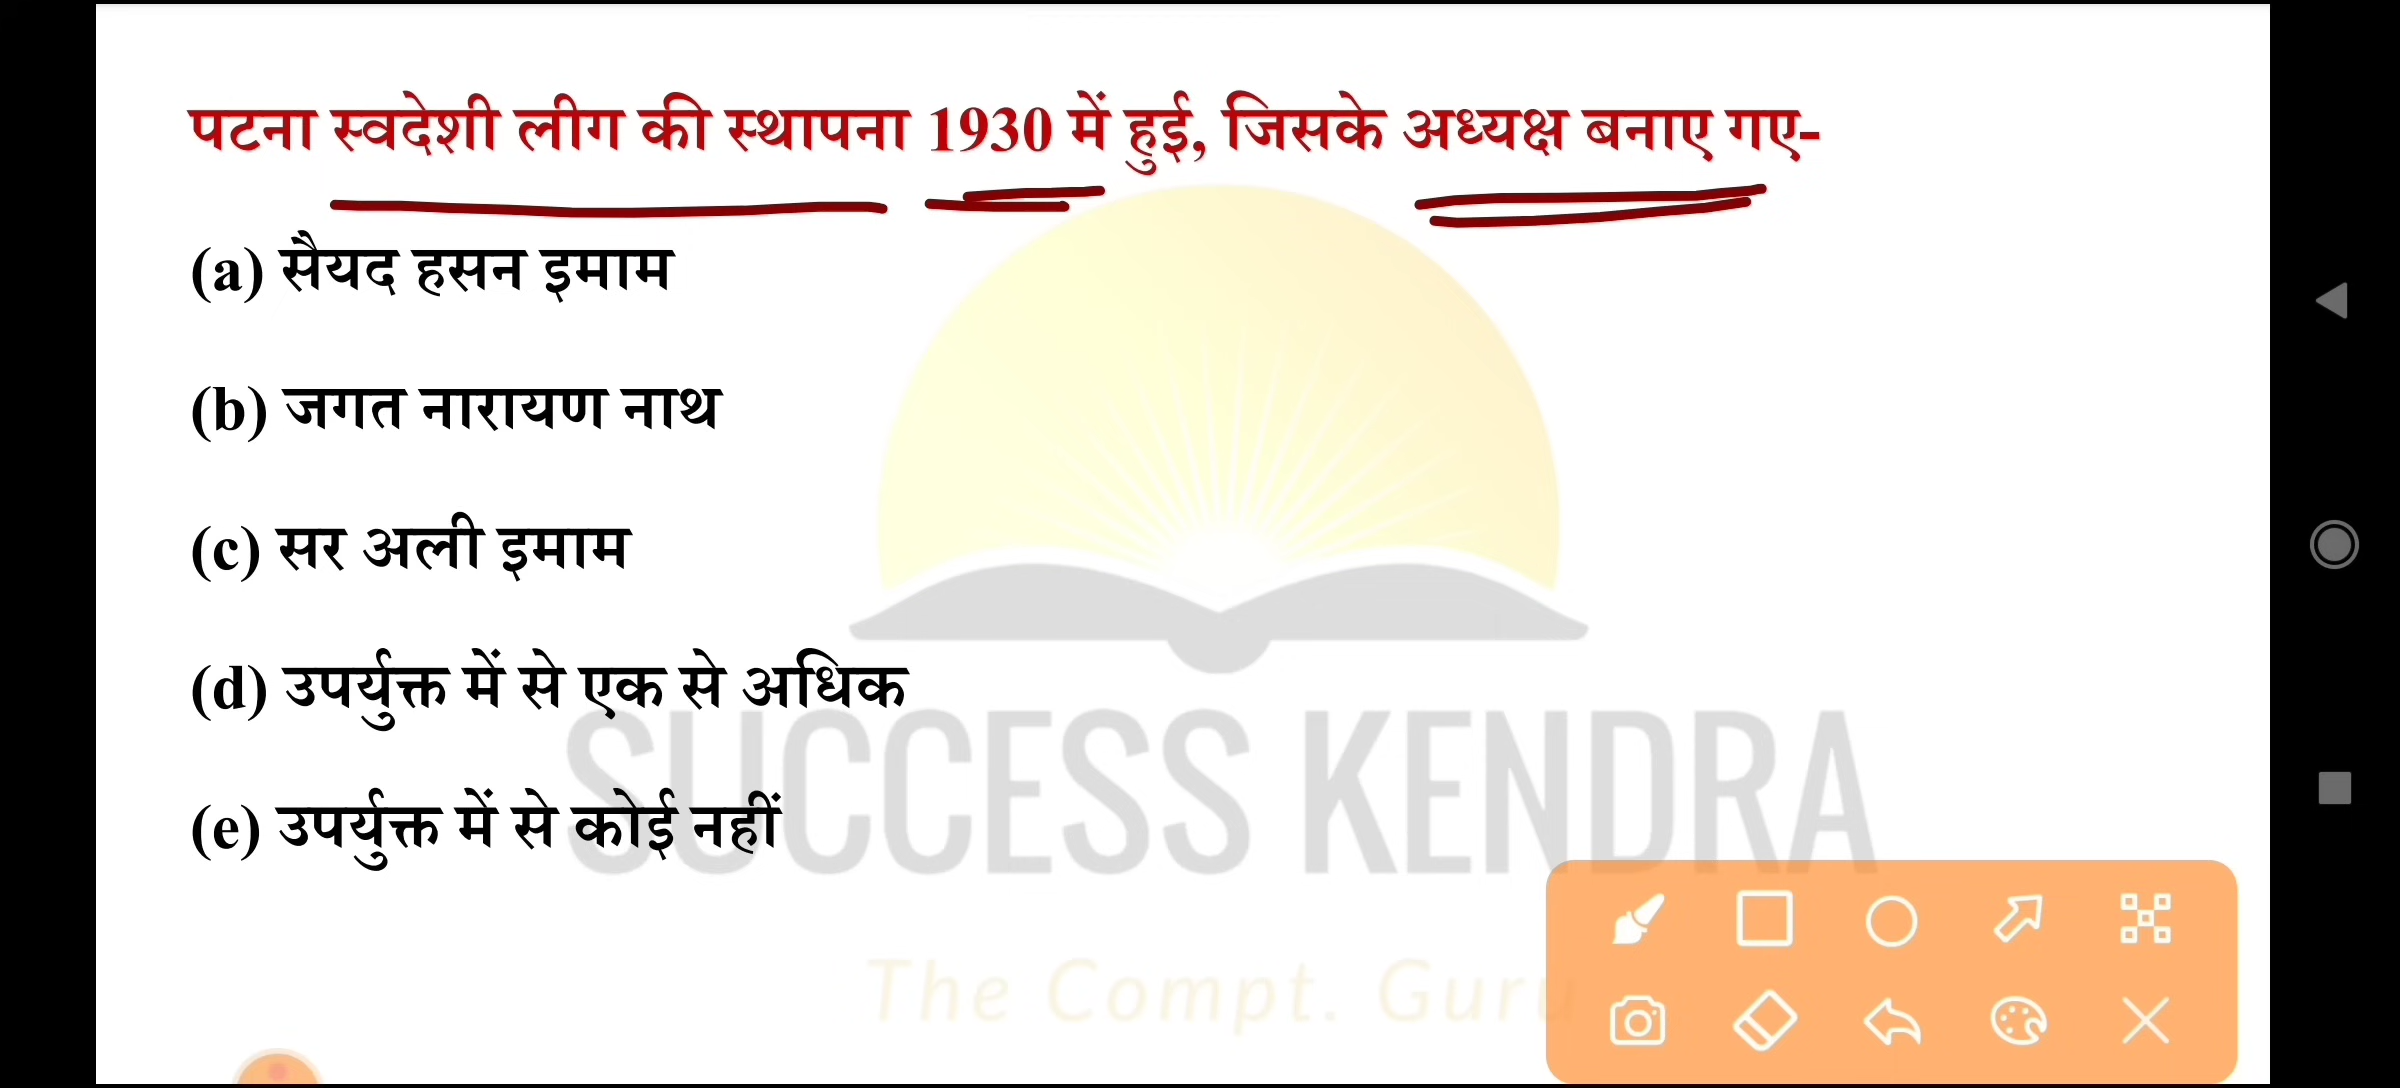 पटना स्वदेशी लीग की स्थापना 1930 में हुई, जिसके अध्यक्ष बनाए गए-
(a) सैयद हसन इमाम
(b) जगत नारायण नाथ
(c) सर अली इमाम
(d) उपर्युक्त में से एक से अधिक
(e) उपर्युक्त में से कोई नहीं
SUCCESS KENDRA
The Compt. Guru